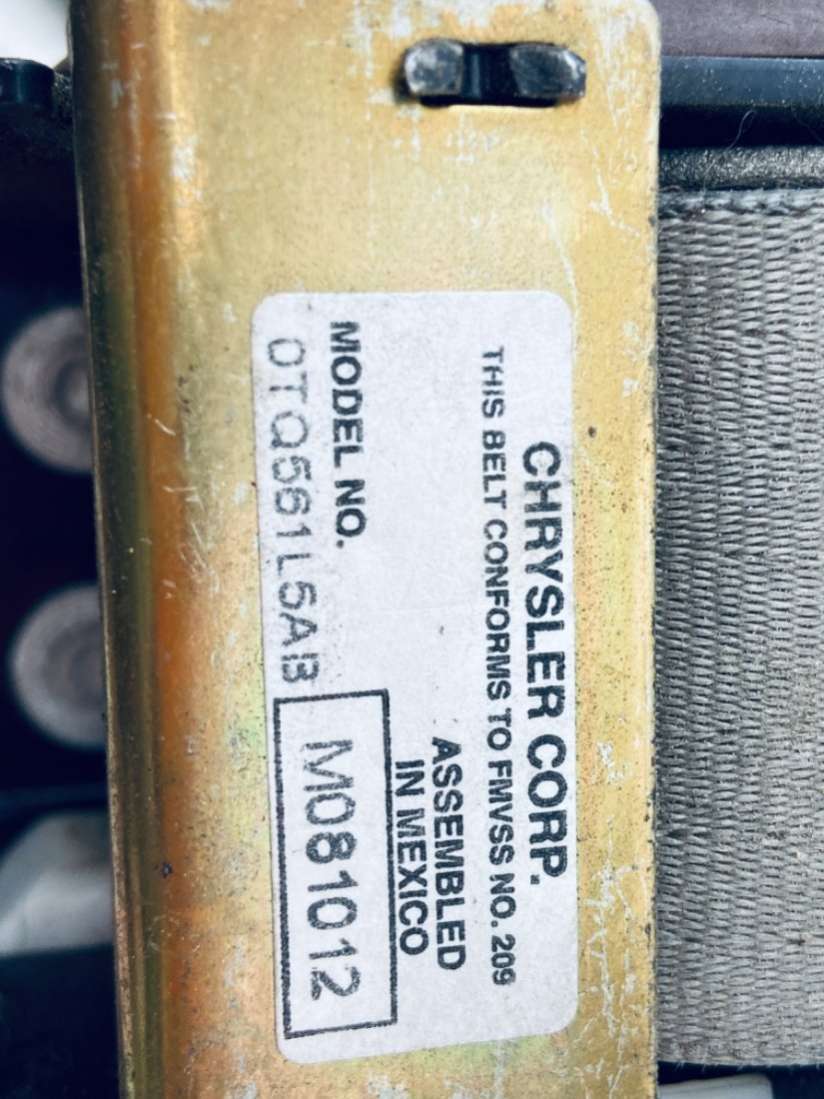 CHRYSLER CORP.
THIS BELT CONFORMS TO FMVSS NO. 209
ASSEMBLED
IN MEXICO
MODEL NO.
0TQ561L5AB
M081012